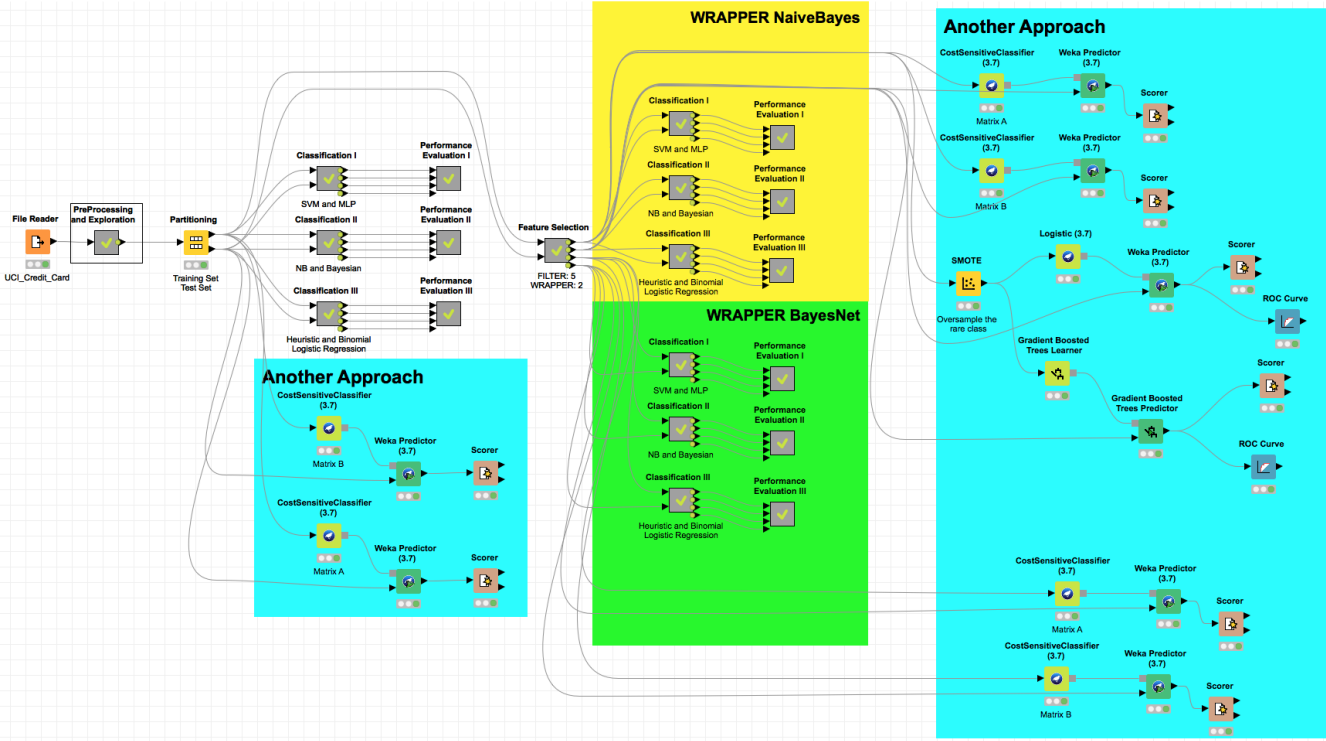 File Reader
UCI_Credit_Card
PreProcessing
and Exploration
Partitioning
Training Set
Test Set
Classification I
SVM and MLP
Performance
Evaluation I
Classification II
NB and Bayesian
Performance
Evaluation II
Classification III
Heuristic and Binomial
Logistic Regression
Performance
Evaluation III
Another Approach
CostSensitiveClassifier
(3.7)
Matrix B
Weka Predictor
(3.7)
Scorer
CostSensitiveClassifier
(3.7)
Matrix A
Weka Predictor
(3.7)
Scorer
Feature Selection
FILTER: 5
WRAPPER: 2
WRAPPER NaiveBayes
Classification I
SVM and MLP
Performance
Evaluation I
Classification II
NB and Bayesian
Performance
Evaluation II
Classification III
Heuristic and Binomial
Logistic Regression
Performance
Evaluation III
WRAPPER BayesNet
Classification I
SVM and MLP
Performance
Evaluation I
Classification II
NB and Bayesian
Performance
Evaluation II
Classification III
Heuristic and Binomial
Logistic Regression
Performance
Evaluation III
Another Approach
CostSensitiveClassifier
(3.7)
Matrix A
Weka Predictor
(3.7)
Scorer
CostSensitiveClassifier
(3.7)
Matrix B
Weka Predictor
(3.7)
Scorer
SMOTE
Oversample the
rare class
Logistic (3.7)
Weka Predictor
(3.7)
Scorer
ROC Curve
Gradient Boosted
Trees Learner
Gradient Boosted
Trees Predictor
Scorer
ROC Curve
CostSensitiveClassifier
(3.7)
Matrix A
Weka Predictor
(3.7)
Scorer
CostSensitiveClassifier
(3.7)
Matrix B
Weka Predictor
(3.7)
Scorer